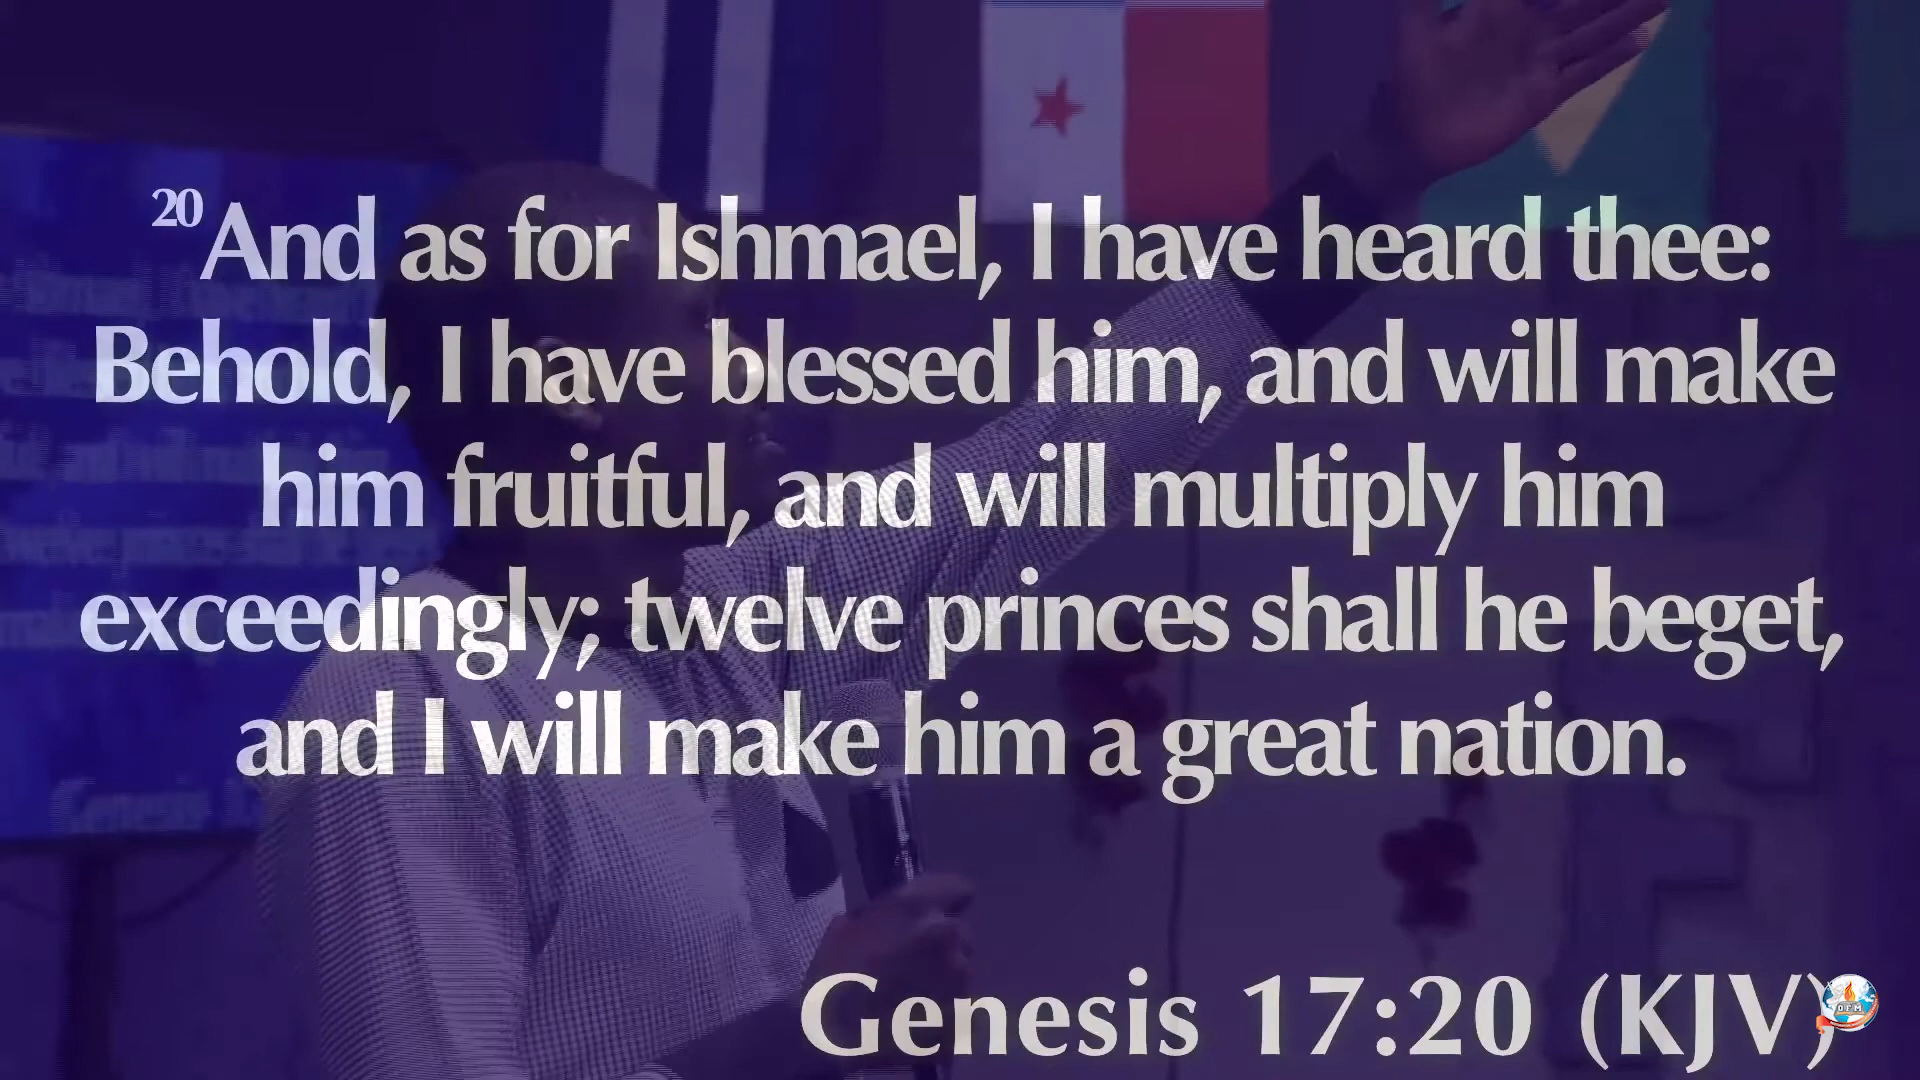 20And as for Ishmael, I have heard thee:
Behold, I have blessed him, and will make
him fruitful, and will multiply him
exceedingly; twelve princes shall he beget,
and I will make him a great nation.
Genesis 17:20 (KJV)